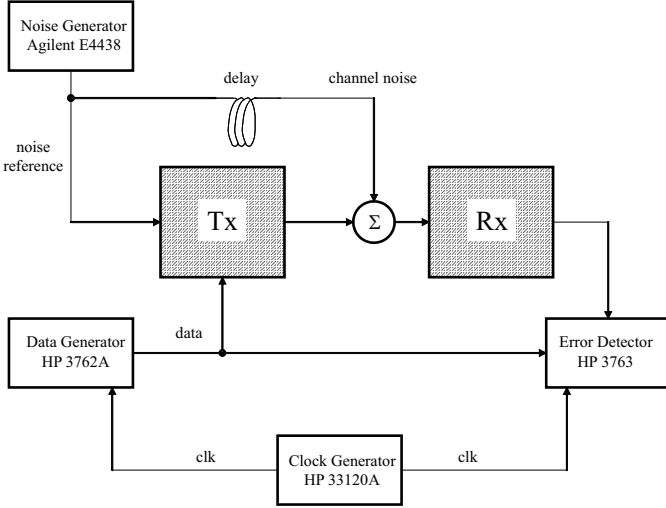 Noise Generator
Agilent E4438
delay
channel noise
noise
reference
Tx
Σ
Rx
Data Generator
HP 3762A
data
Error Detector
HP 3763
clk
Clock Generator
HP 33120A
clk